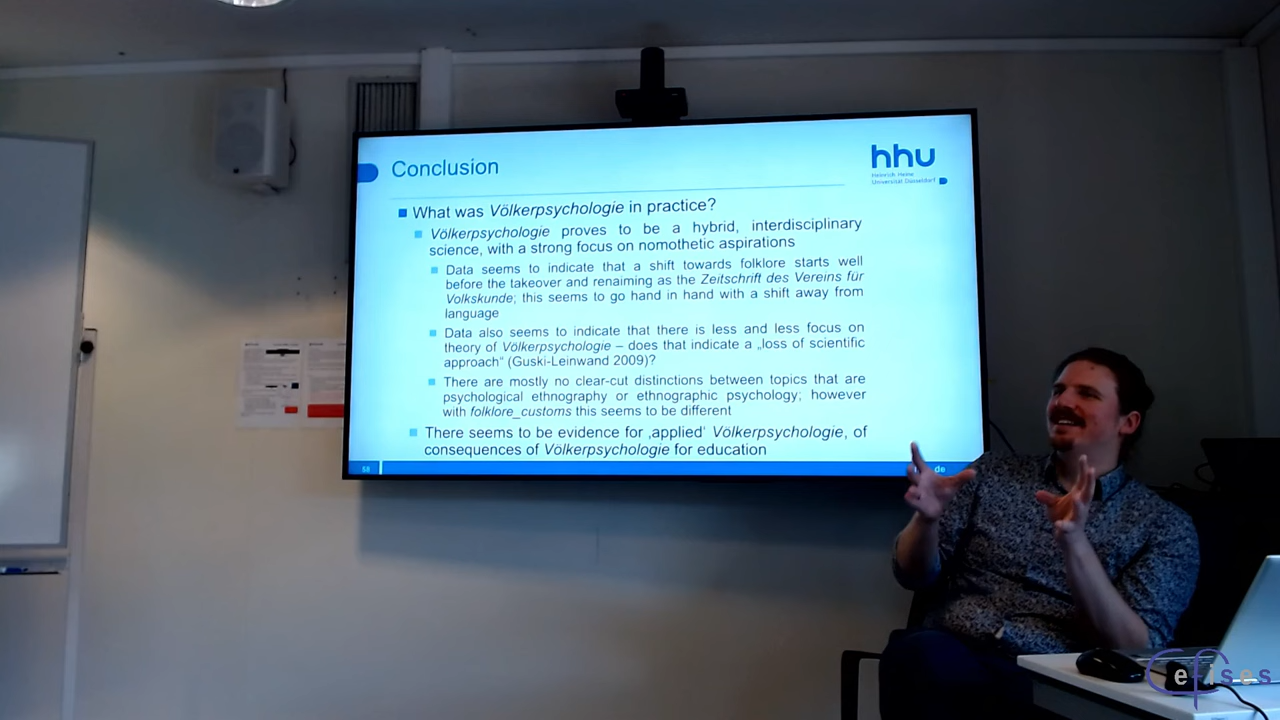 Conclusion
hhu
Heinrich Heine
Universität Düsseldorf
What was Völkerpsychologie in practice?
Völkerpsychologie proves to be a hybrid, interdisciplinary
science, with a strong focus on nomothetic aspirations
Data seems to indicate that a shift towards folklore starts well
before the takeover and renaiming as the Zeitschrift des Vereins für
Volkskunde; this seems to go hand in hand with a shift away from
language
Data also seems to indicate that there is less and less focus on
theory of Völkerpsychologie – does that indicate a „loss of scientific
approach“ (Guski-Leinwand 2009)?
There are mostly no clear-cut distinctions between topics that are
psychological ethnography or ethnographic psychology; however
with folklore_customs this seems to be different
There seems to be evidence for ‚applied‘ Völkerpsychologie, of
consequences of Völkerpsychologie for education
58
de
Cefises